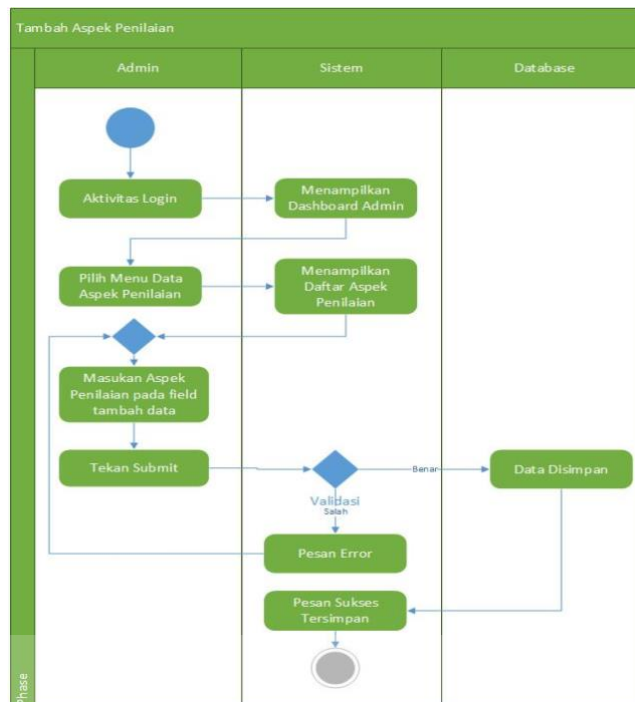 Tambah Aspek Penilaian
Admin
Sistem
Database
Aktivitas Login
Menampilkan
Dashboard Admin
Pilih Menu Data
Aspek Penilaian
Menampilkan
Daftar Aspek
Penilaian
Masukan Aspek
Penilaian pada field
tambah data
Tekan Submit
Validasi
Salah
Benar
Data Disimpan
Pesan Error
Pesan Sukses
Tersimpan
Phase